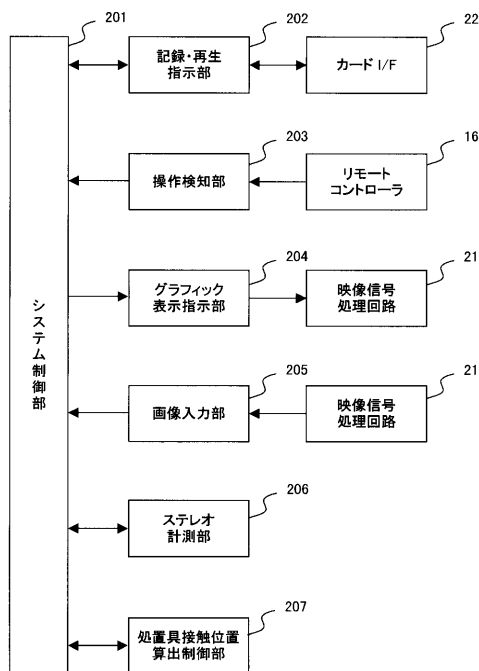 201
202
22
記録・再生
指示部
カード I/F
203
16
操作検知部
リモート
コントローラ
204
21
グラフィック
表示指示部
映像信号
処理回路
システム制御部
205
21
画像入力部
映像信号
処理回路
206
ステレオ
計測部
207
処置具接触位置
算出制御部